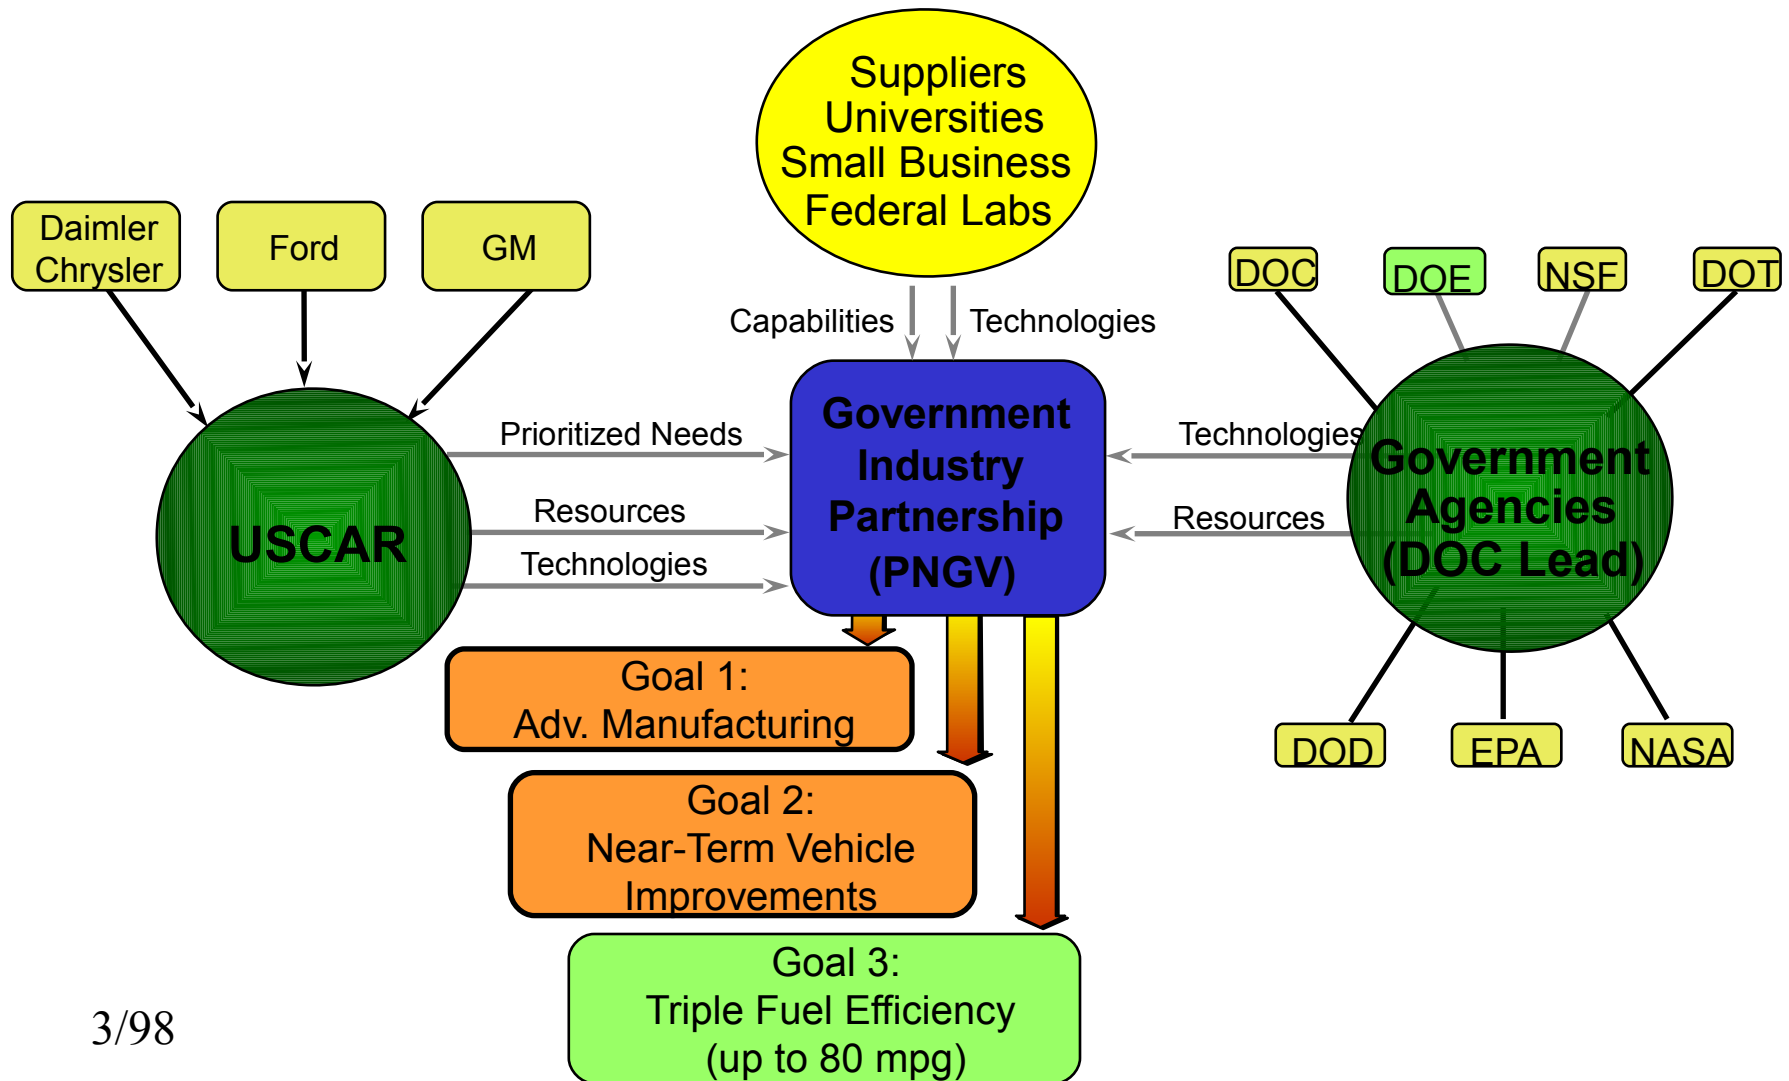 Suppliers
Universities
Small Business
Federal Labs
Daimler
Chrysler
Ford
GM
DOC
DOE
NSF
DOT
Capabilities
Technologies
Prioritized Needs
Resources
Technologies
USCAR
Government
Industry
Partnership
(PNGV)
Technologies
Resources
Government
Agencies
(DOC Lead)
Goal 1:
Adv. Manufacturing
DOD
EPA
NASA
Goal 2:
Near-Term Vehicle
Improvements
Goal 3:
Triple Fuel Efficiency
(up to 80 mpg)
3/98